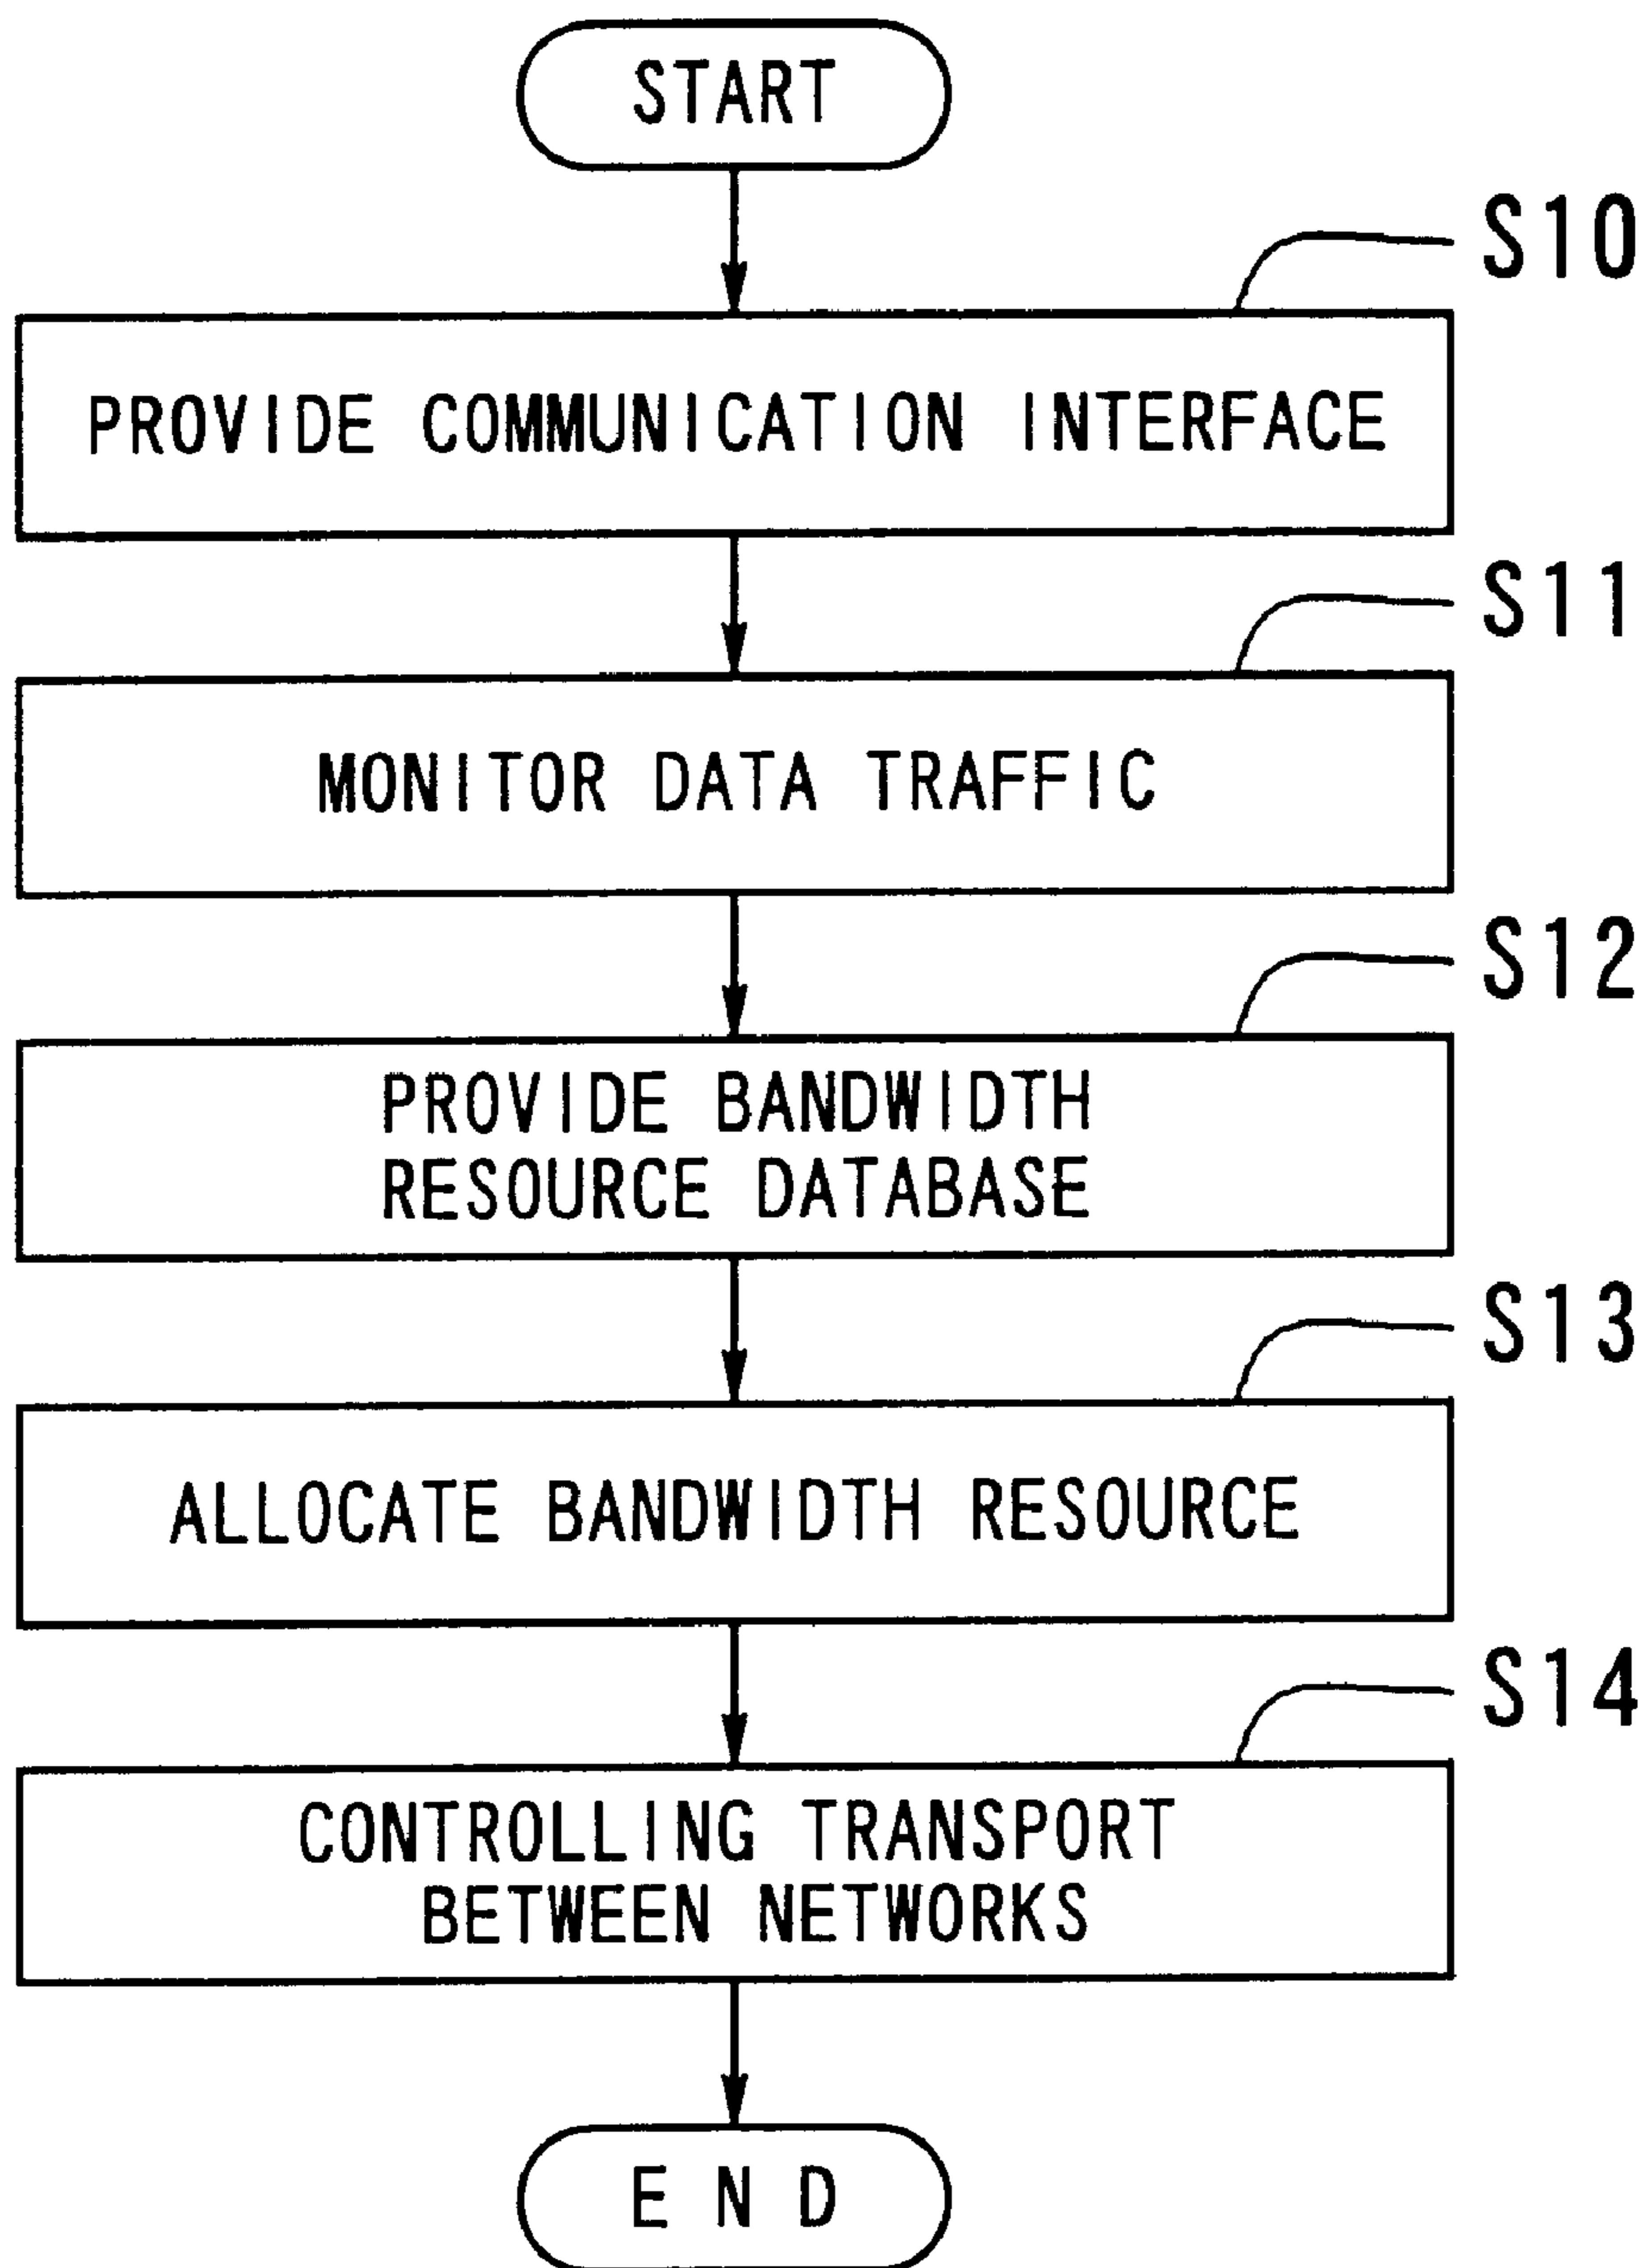 START
S10
PROVIDE COMMUNICATION INTERFACE
S11
MONITOR DATA TRAFFIC
S12
PROVIDE BANDWIDTH
RESOURCE DATABASE
S13
ALLOCATE BANDWIDTH RESOURCE
S14
CONTROLLING TRANSPORT
BETWEEN NETWORKS
END